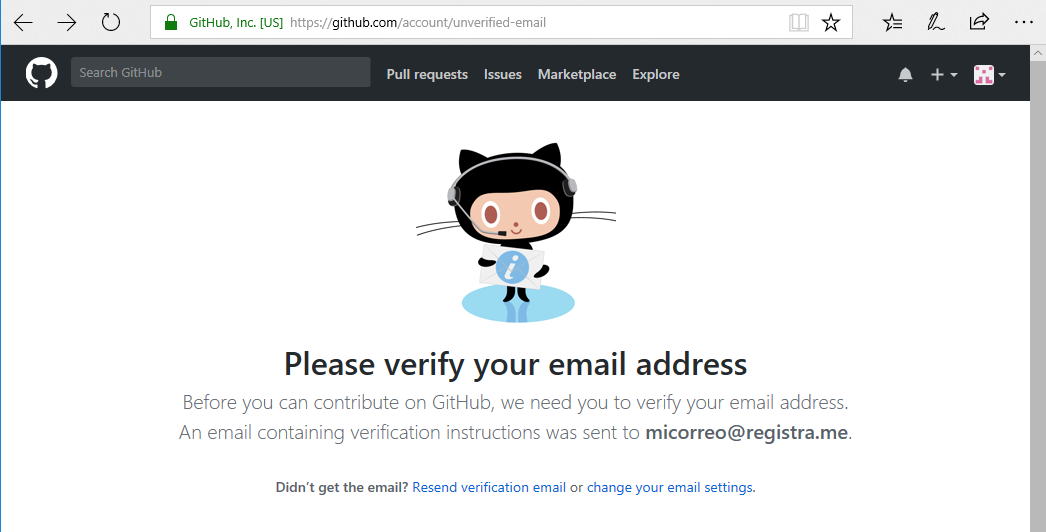 GitHub, Inc. [US] https://github.com/account/unverified-email
Search GitHub Pull requests Issues Marketplace Explore
i
Please verify your email address
Before you can contribute on GitHub, we need you to verify your email address.
An email containing verification instructions was sent to micorreo@registra.me.
Didn't get the email? Resend verification email or change your email settings.